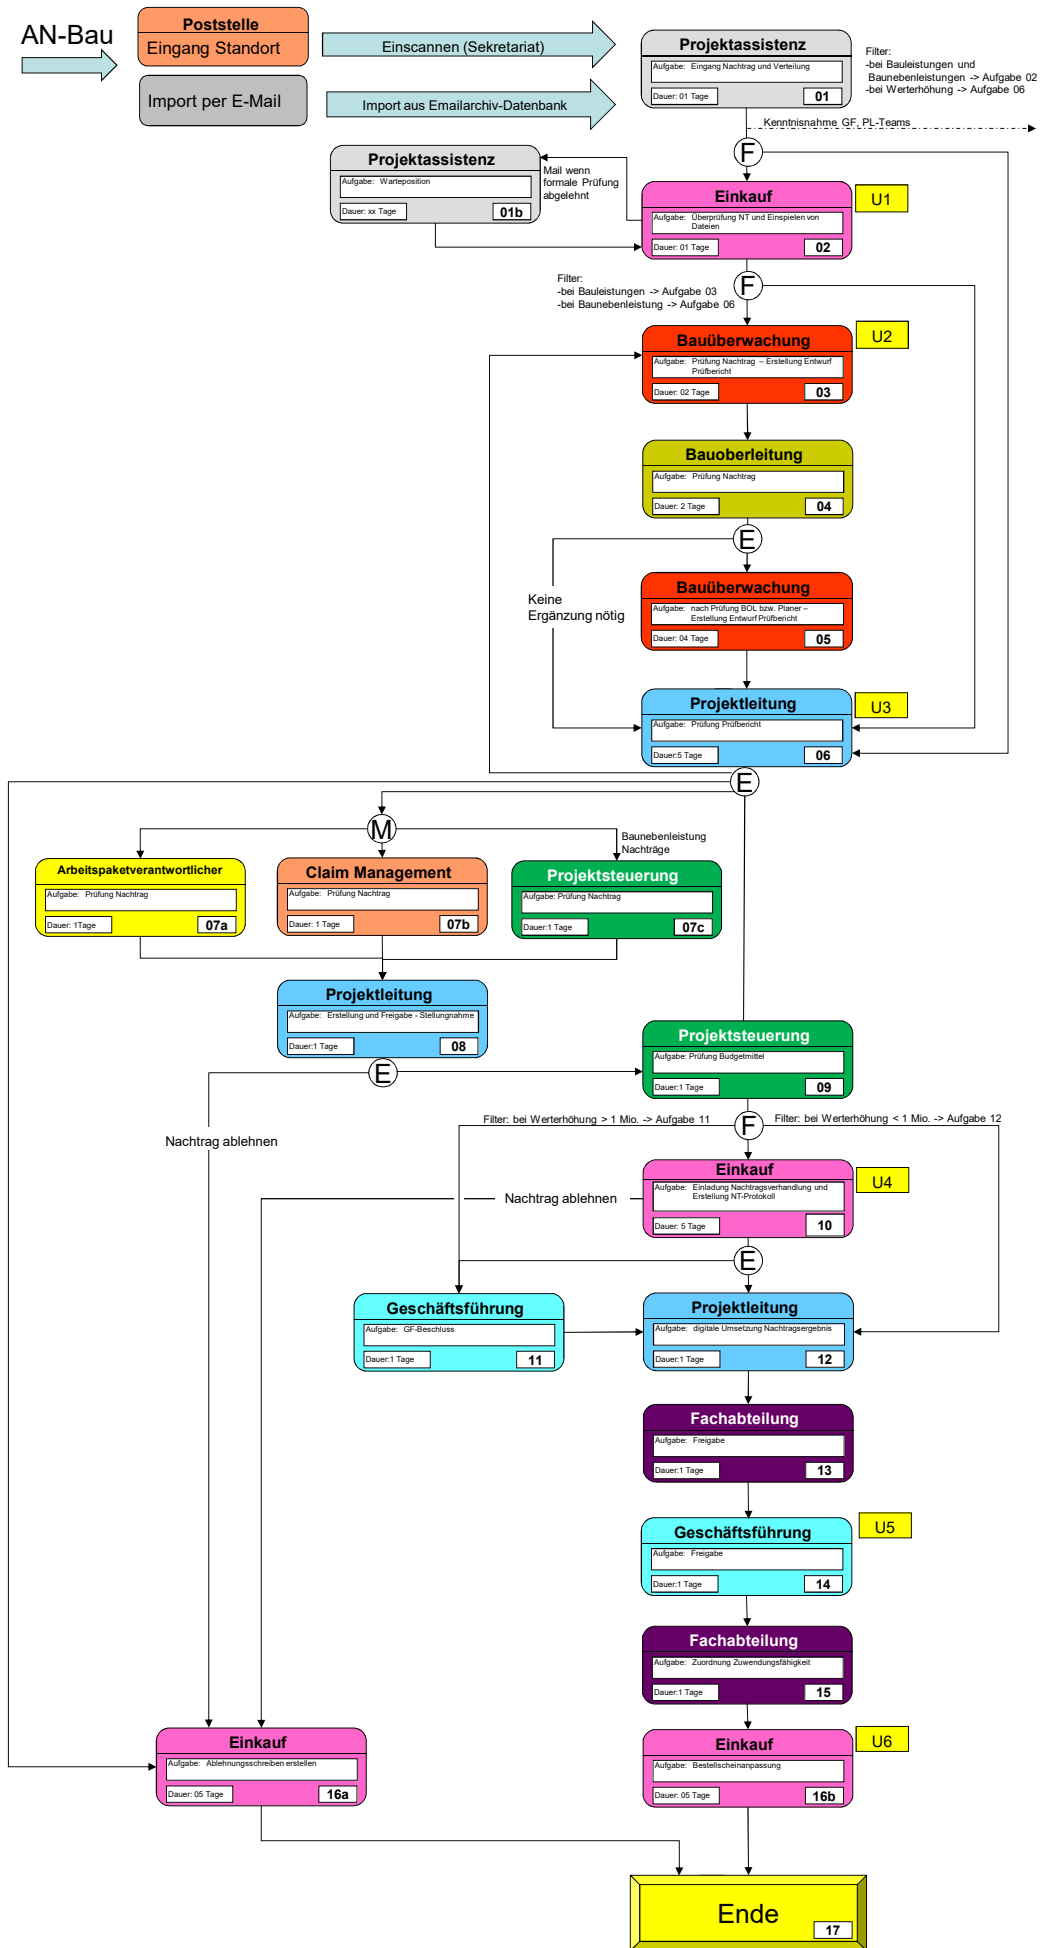 AN-Bau
Poststelle
Eingang Standort
Einscannen (Sekretariat)
Import per E-Mail
Import aus Emailarchiv-Datenbank
Projektassistenz
Aufgabe: Eingang Nachtrag und Verteilung
Dauer: 01 Tage
01
Filter:
-bei Bauleistungen und
Baunebenleistungen -> Aufgabe 02
-bei Werterhöhung -> Aufgabe 06
Kenntnisnahme GF, PL-Teams
F
Projektassistenz
Aufgabe: Warteposition
Dauer: xx Tage
01b
Mail wenn
formale Prüfung
abgelehnt
Einkauf
Aufgabe: Überprüfung NT und Einspielen von
Dateien
Dauer: 01 Tage
02
U1
Filter:
-bei Bauleistungen -> Aufgabe 03
-bei Baunebenleistung -> Aufgabe 06
F
Bauüberwachung
Aufgabe: Prüfung Nachtrag – Erstellung Entwurf
Prüfbericht
Dauer: 02 Tage
03
U2
Bauoberleitung
Aufgabe: Prüfung Nachtrag
Dauer: 2 Tage
04
E
Keine
Ergänzung nötig
Bauüberwachung
Aufgabe: nach Prüfung BOL bzw. Planer –
Erstellung Entwurf Prüfbericht
Dauer: 04 Tage
05
Projektleitung
Aufgabe: Prüfung Prüfbericht
Dauer:5 Tage
06
U3
E
M
Baunebenleistung
Nachträge
Arbeitspaketverantwortlicher
Aufgabe: Prüfung Nachtrag
Dauer: 1Tage
07a
Claim Management
Aufgabe: Prüfung Nachtrag
Dauer: 1 Tage
07b
Projektsteuerung
Aufgabe: Prüfung Nachtrag
Dauer:1 Tage
07c
Projektleitung
Aufgabe: Erstellung und Freigabe - Stellungnahme
Dauer:1 Tage
08
E
Projektsteuerung
Aufgabe: Prüfung Budgetmittel
Dauer:1 Tage
09
Nachtrag ablehnen
Filter: bei Werterhöhung > 1 Mio. -> Aufgabe 11
F
Filter: bei Werterhöhung < 1 Mio. -> Aufgabe 12
Einkauf
Aufgabe: Einladung Nachtragsverhandlung und
Erstellung NT-Protokoll
Dauer: 5 Tage
10
U4
Nachtrag ablehnen
E
Geschäftsführung
Aufgabe: GF-Beschluss
Dauer:1 Tage
11
Projektleitung
Aufgabe: digitale Umsetzung Nachtragsergebnis
Dauer:1 Tage
12
Fachabteilung
Aufgabe: Freigabe
Dauer:1 Tage
13
Geschäftsführung
Aufgabe: Freigabe
Dauer:1 Tage
14
U5
Fachabteilung
Aufgabe: Zuordnung Zuwendungsfähigkeit
Dauer:1 Tage
15
Einkauf
Aufgabe: Ablehnungsschreiben erstellen
Dauer: 05 Tage
16a
Einkauf
Aufgabe: Bestellscheinanpassung
Dauer: 05 Tage
16b
U6
Ende
17